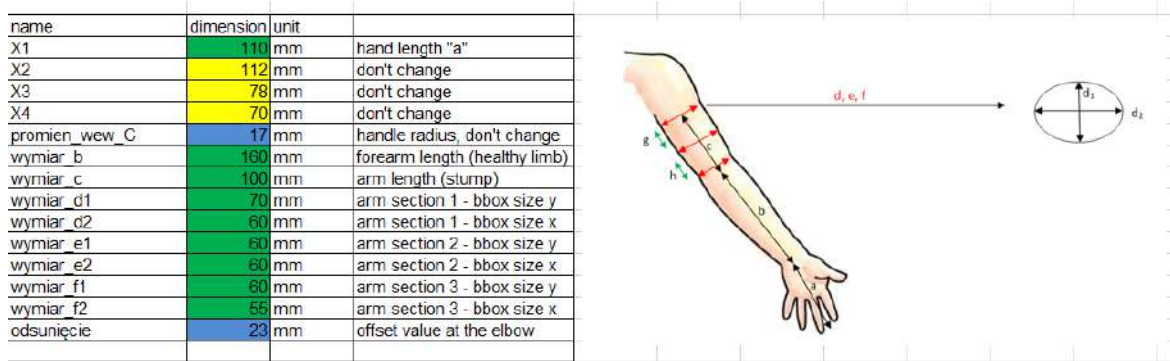 name dimension unit
X1 110 mm hand length "a"
X2 112 mm don't change
X3 78 mm don't change
X4 70 mm don't change
promien_wew_C 17 mm handle radius, don't change
wymiar_b 160 mm forearm length (healthy limb)
wymiar_c 100 mm arm length (stump)
wymiar_d1 70 mm arm section 1 - bbox size y
wymiar_d2 60 mm arm section 1 - bbox size x
wymiar_e1 60 mm arm section 2 - bbox size y
wymiar_e2 60 mm arm section 2 - bbox size x
wymiar_f1 60 mm arm section 3 - bbox size y
wymiar_f2 55 mm arm section 3 - bbox size x
odsunięcie 23 mm offset value at the elbow
d, e, f
d₁
d₂
g
c
h
b
a